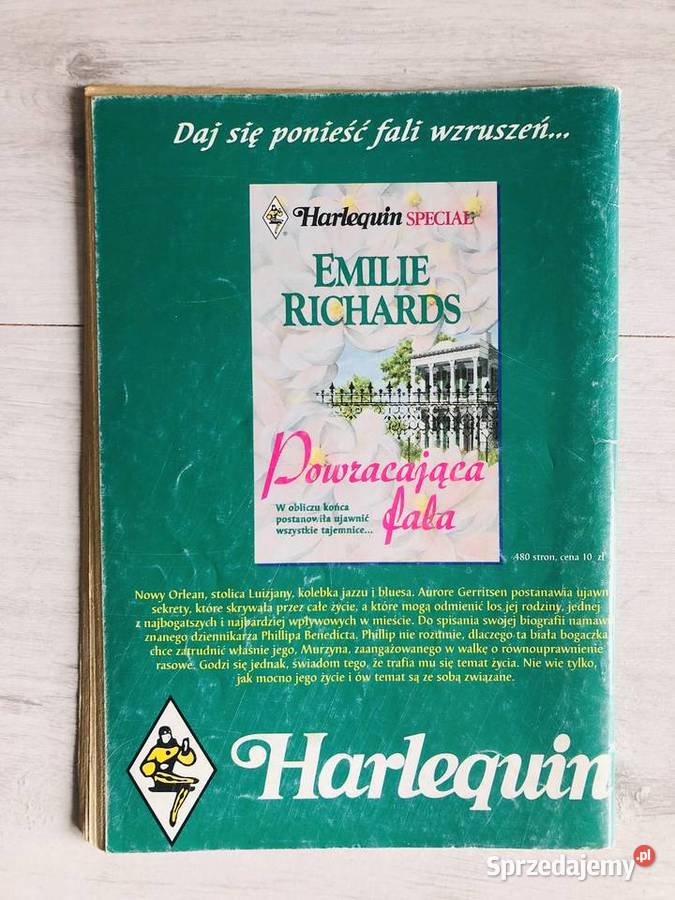 Daj się ponieść fali wzruszeń...
Harlequin SPECIAL
EMILIE
RICHARDS
Powracająca
fala
W obliczu końca
postanowiła ujawnić
wszystkie tajemnice...
480 stron, cena 10 zł
Nowy Orlean, stolica Luizjany, kolebka jazzu i bluesa. Aurore Gerritsen postanawia ujawn
sekrety, które skrywała przez całe życie, a które mogą odmienić los jej rodziny, jednej
z najbogatszych i najbardziej wpływowych w mieście. Do spisania swojej biografii namaw
znanego dziennikarza Phillipa Benedicta. Phillip nie rozumie, dlaczego ta biała bogaczka
chce zatrudnić właśnie jego, Murzyna, zaangażowanego w walkę o równouprawnienie
rasowe. Godzi się jednak, świadom tego, że trafia mu się temat życia. Nie wie tylko,
jak mocno jego życie i ów temat są ze sobą związane.
Harlequin
Sprzedajemy.pl